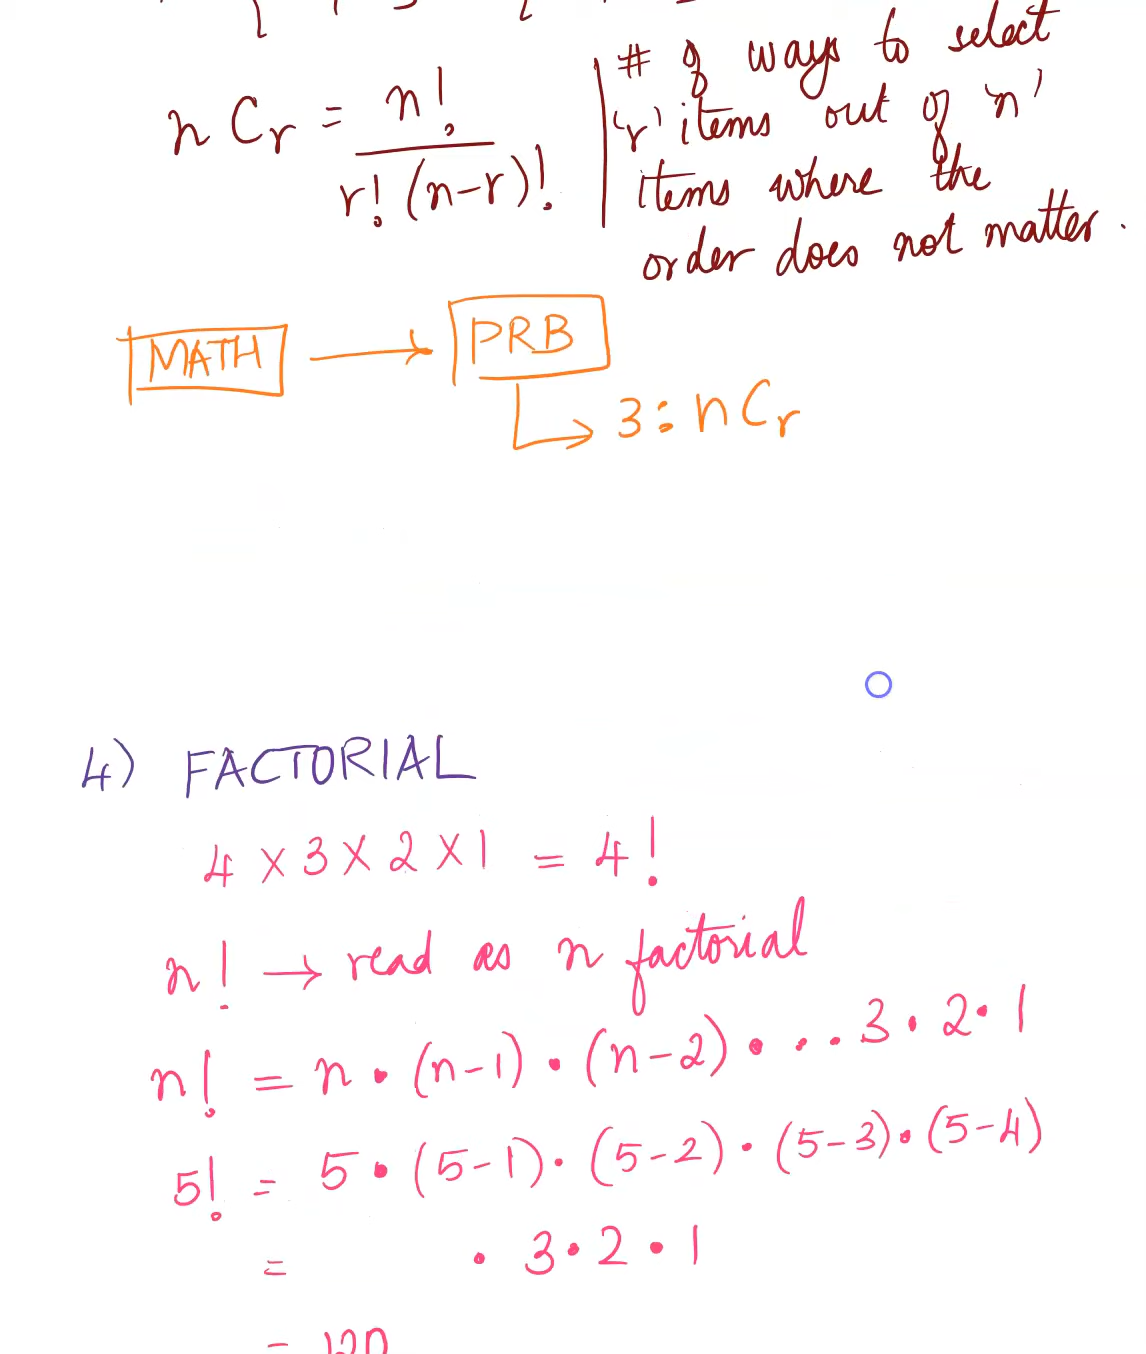 nCr = n! / r! (n-r)!
# of ways to select
'r' items out of 'n'
items where the
order does not matter.
MATH → PRB
↳ 3: nCr
4) FACTORIAL
4 × 3 × 2 × 1 = 4!
n! → read as n factorial
n! = n • (n-1) • (n-2) • . . . 3 • 2 • 1
5! = 5 • (5-1) • (5-2) • (5-3) • (5-4)
= • 3 • 2 • 1
= 120